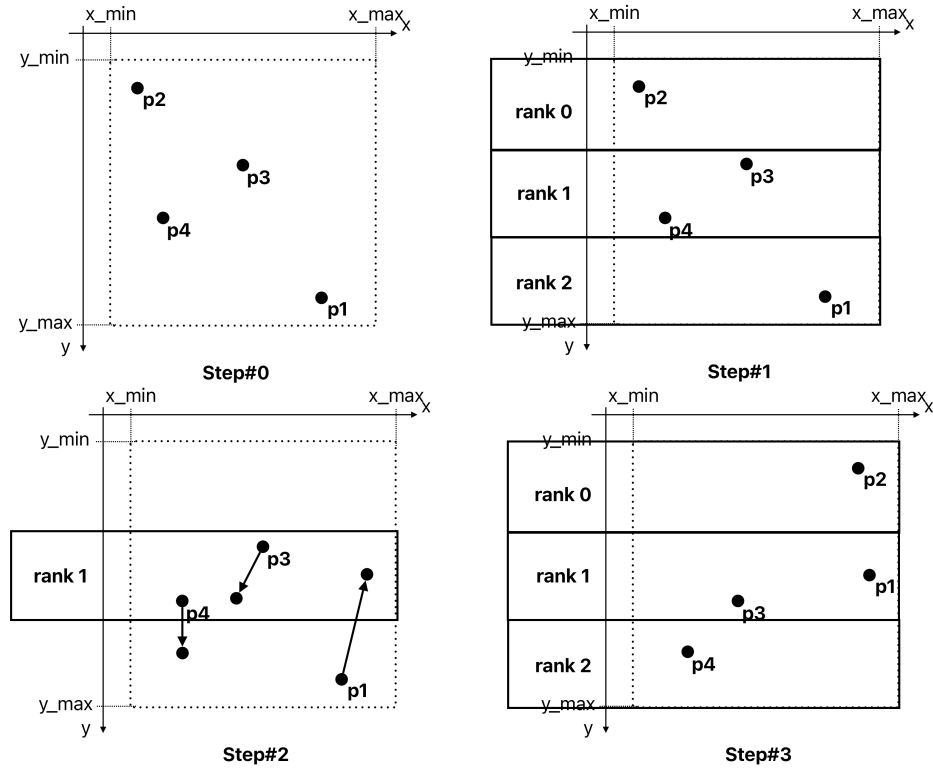 x_min
x_max
x
y_min
p2
p3
p4
p1
y_max
y
Step#0
x_min
x_max
x
y_min
p2
rank 0
p3
rank 1
p4
rank 2
p1
y_max
y
Step#1
x_min
x_max
x
y_min
p3
rank 1
p4
p1
y_max
y
Step#2
x_min
x_max
x
y_min
p2
rank 0
rank 1
p1
p3
rank 2
p4
y_max
y
Step#3